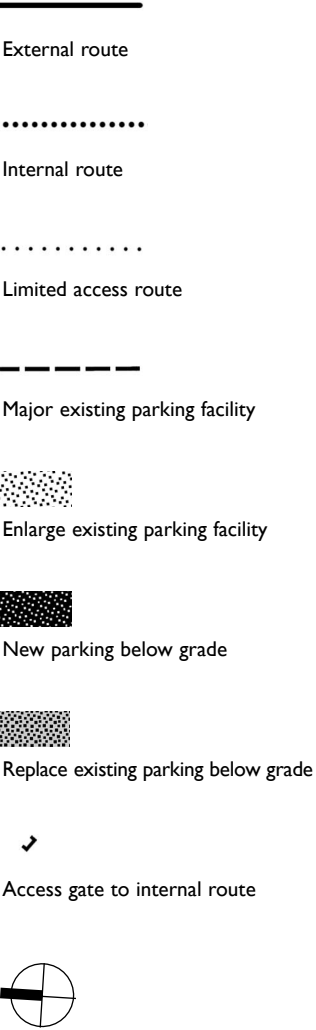 External route
Internal route
Limited access route
Major existing parking facility
Enlarge existing parking facility
New parking below grade
Replace existing parking below grade
Access gate to internal route